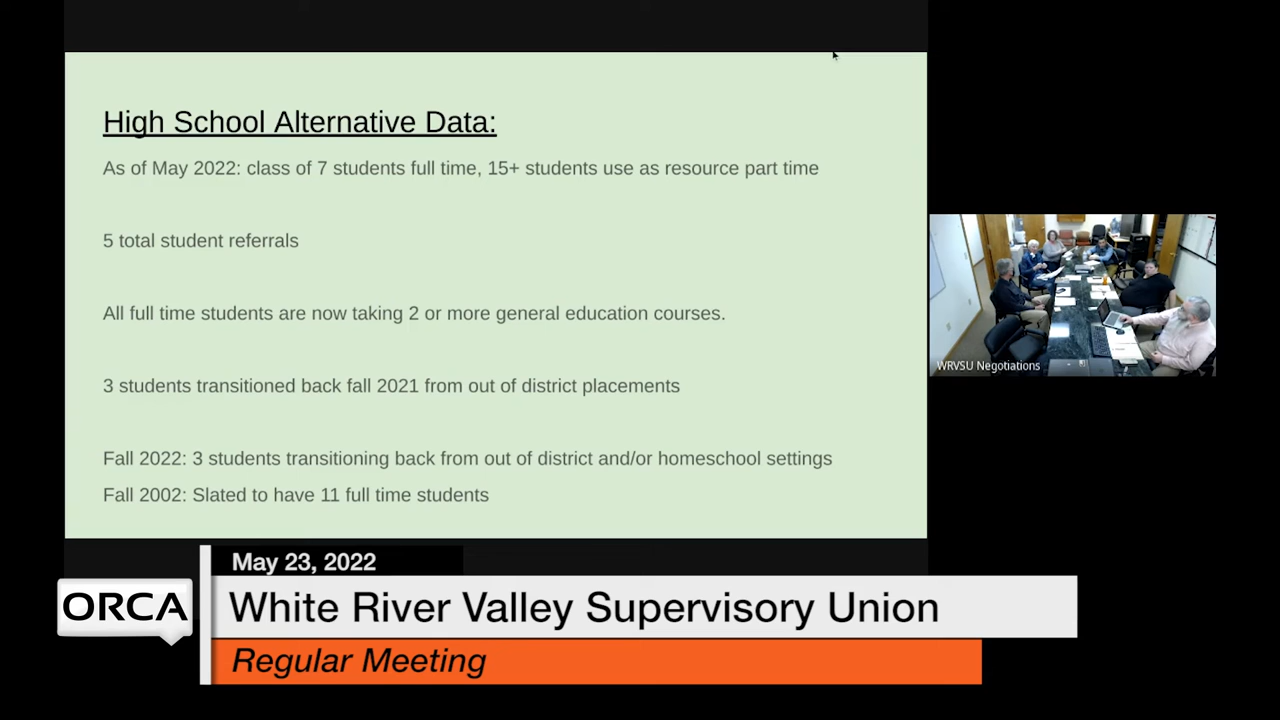 High School Alternative Data:
As of May 2022: class of 7 students full time, 15+ students use as resource part time
5 total student referrals
All full time students are now taking 2 or more general education courses.
3 students transitioned back fall 2021 from out of district placements
Fall 2022: 3 students transitioning back from out of district and/or homeschool settings
Fall 2002: Slated to have 11 full time students
WRVSU Negotiations
May 23, 2022
ORCA
White River Valley Supervisory Union
Regular Meeting